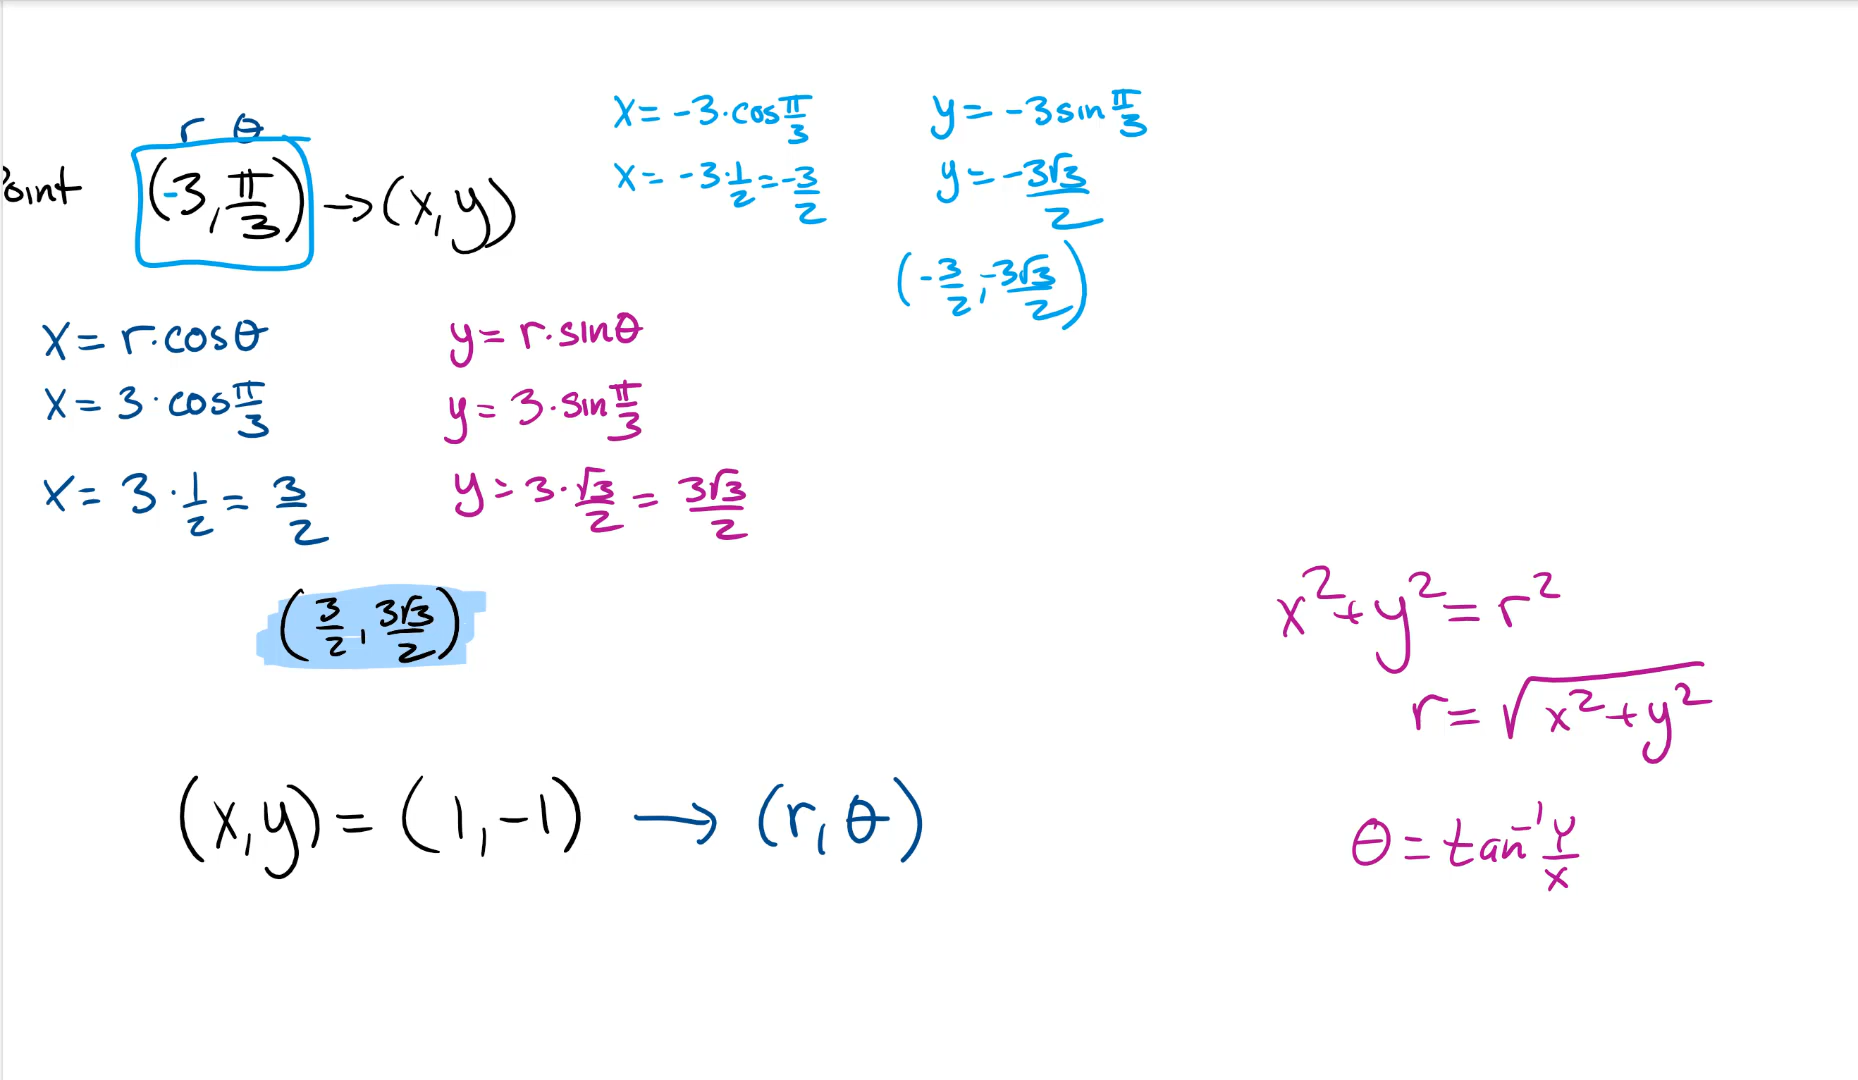 r θ
Point (-3, π/3) → (x, y)
x = -3·cos π/3
x = -3·1/2 = -3/2
y = -3 sin π/3
y = -3√3/2
(-3/2, -3√3/2)
x = r·cosθ
x = 3·cos π/3
x = 3·1/2 = 3/2
y = r·sinθ
y = 3·sin π/3
y = 3·√3/2 = 3√3/2
(3/2, 3√3/2)
x² + y² = r²
r = √(x² + y²)
(x, y) = (1, -1) → (r, θ)
θ = tan⁻¹ y/x